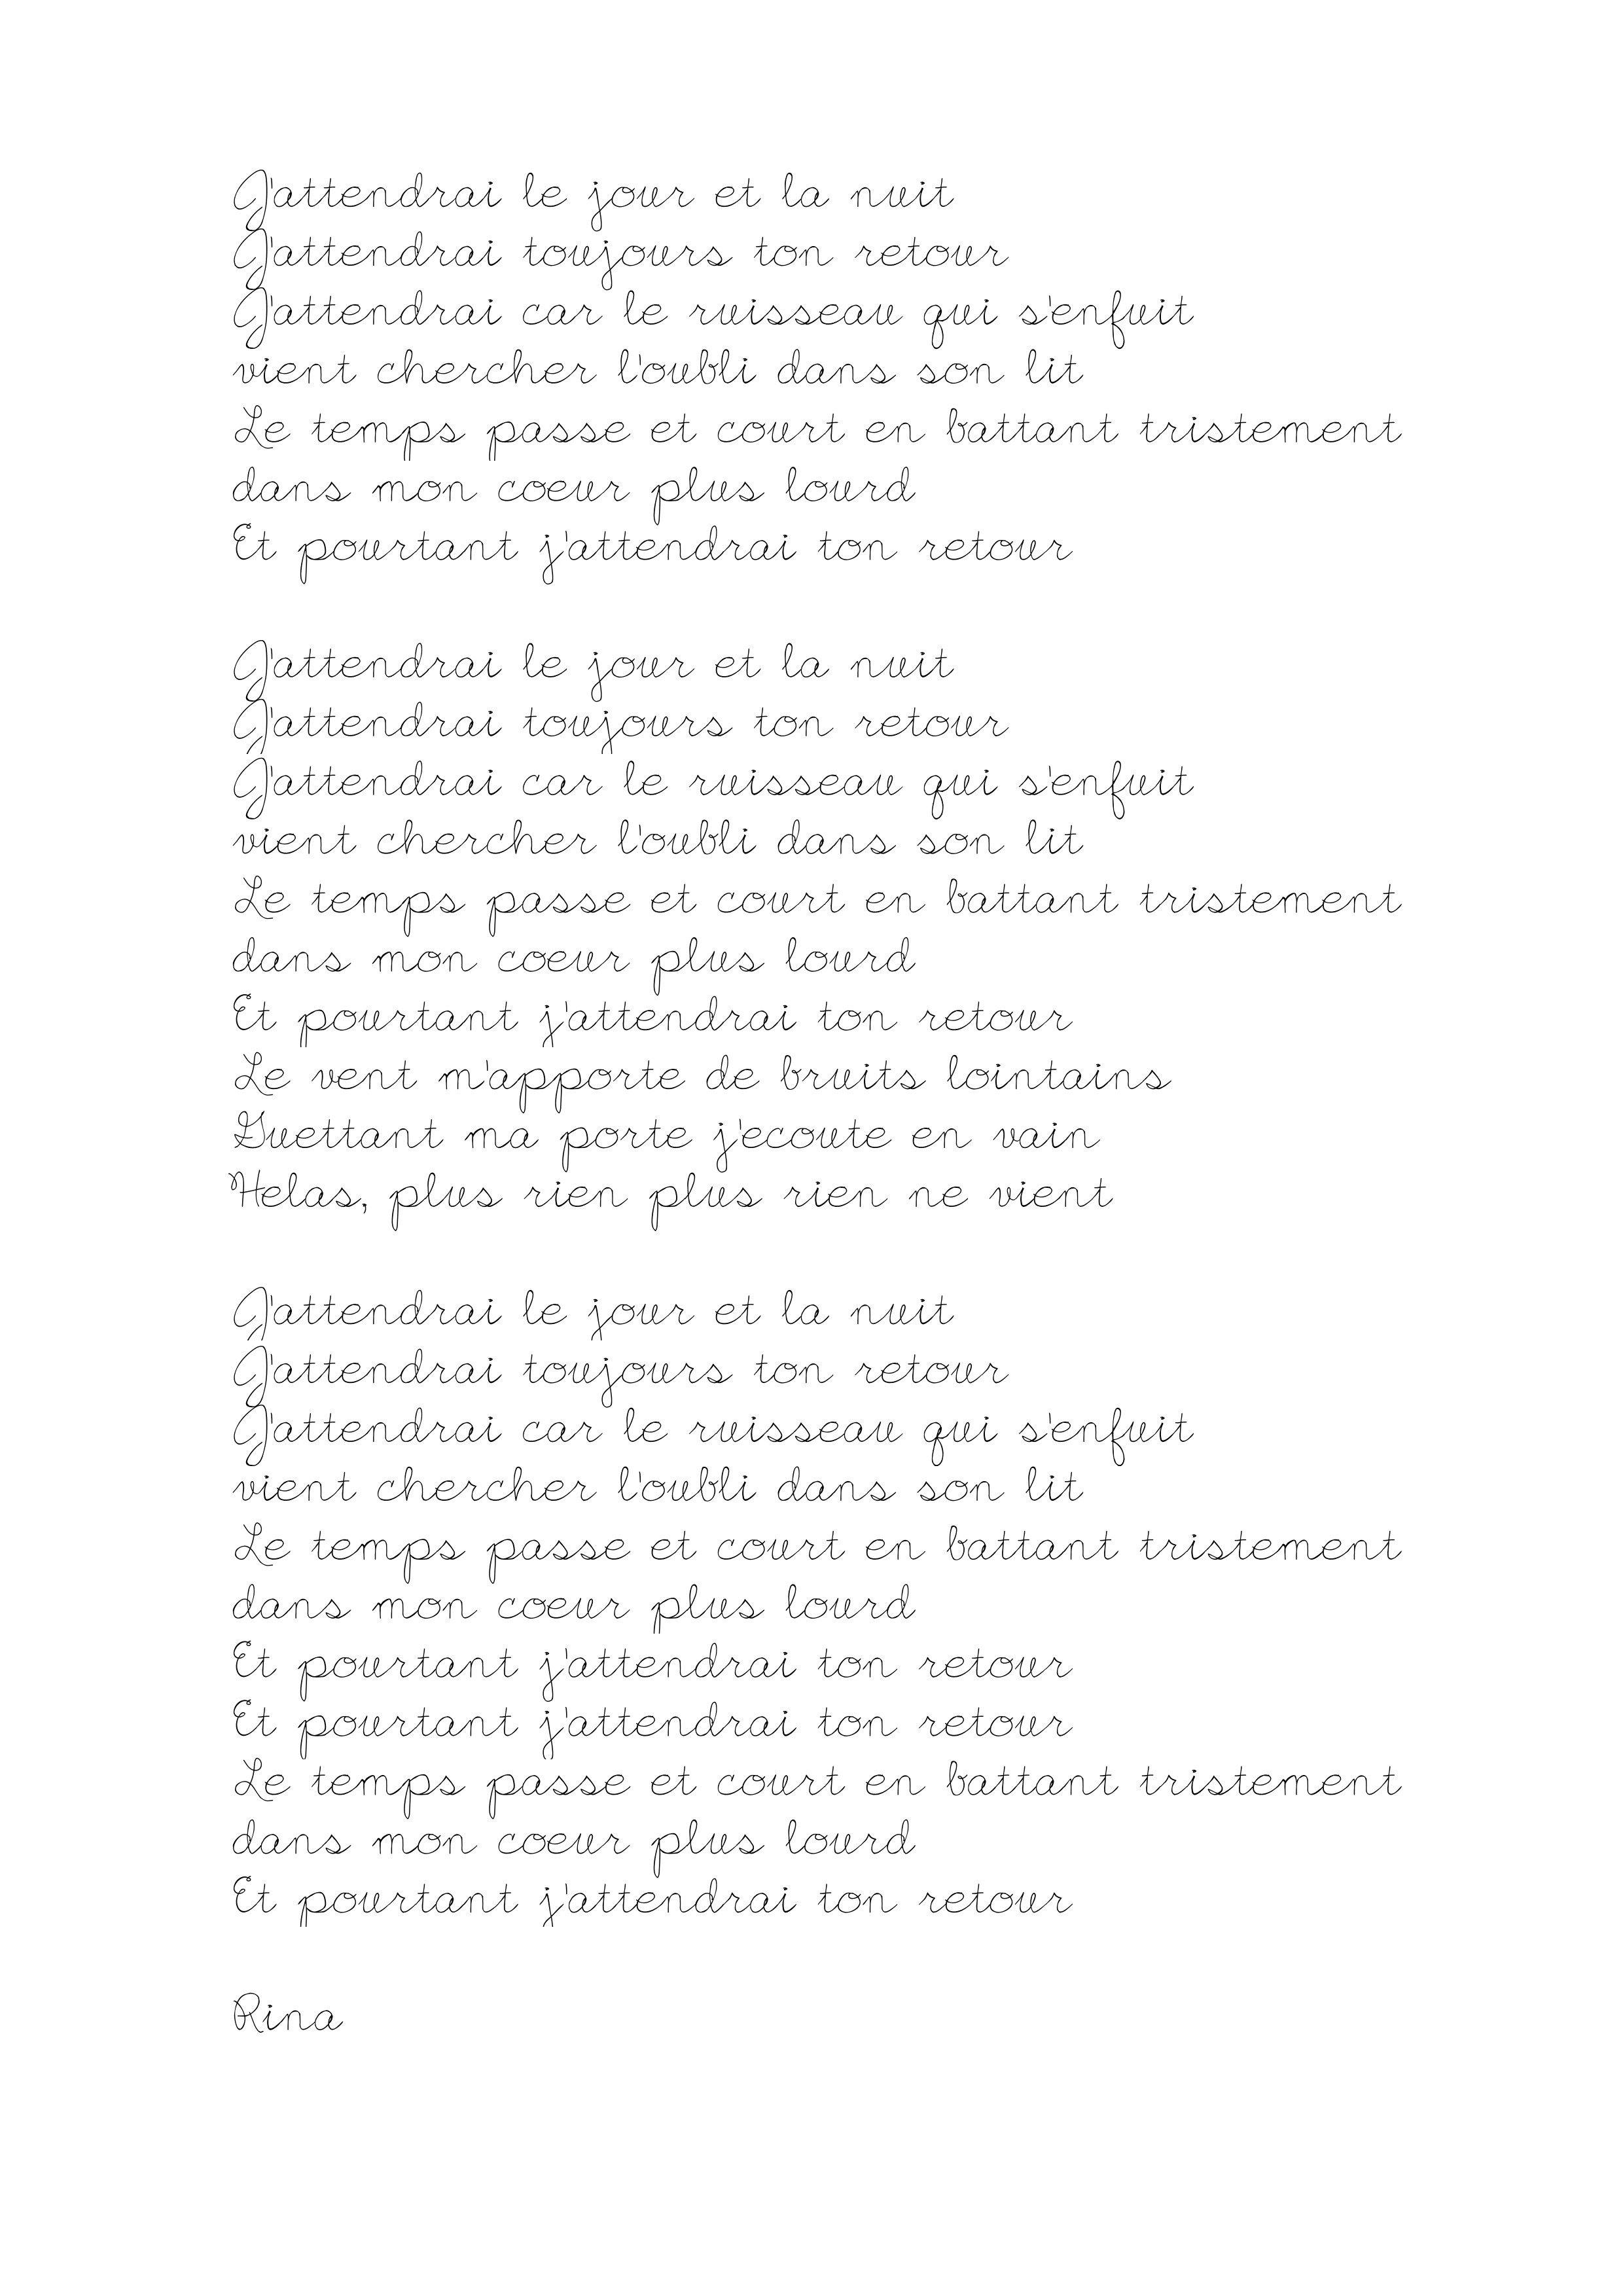 J'attendrai le jour et la nuit
J'attendrai toujours ton retour
J'attendrai car le ruisseau qui s'enfuit
vient chercher l'oubli dans son lit
Le temps passe et court en battant tristement
dans mon coeur plus lourd
Et pourtant j'attendrai ton retour

J'attendrai le jour et la nuit
J'attendrai toujours ton retour
J'attendrai car le ruisseau qui s'enfuit
vient chercher l'oubli dans son lit
Le temps passe et court en battant tristement
dans mon coeur plus lourd
Et pourtant j'attendrai ton retour
Le vent m'apporte de bruits lointains
Guettant ma porte j'ecoute en vain
Helas, plus rien plus rien ne vient

J'attendrai le jour et la nuit
J'attendrai toujours ton retour
J'attendrai car le ruisseau qui s'enfuit
vient chercher l'oubli dans son lit
Le temps passe et court en battant tristement
dans mon coeur plus lourd
Et pourtant j'attendrai ton retour
Et pourtant j'attendrai ton retour
Le temps passe et court en battant tristement
dans mon coeur plus lourd
Et pourtant j'attendrai ton retour

Rina